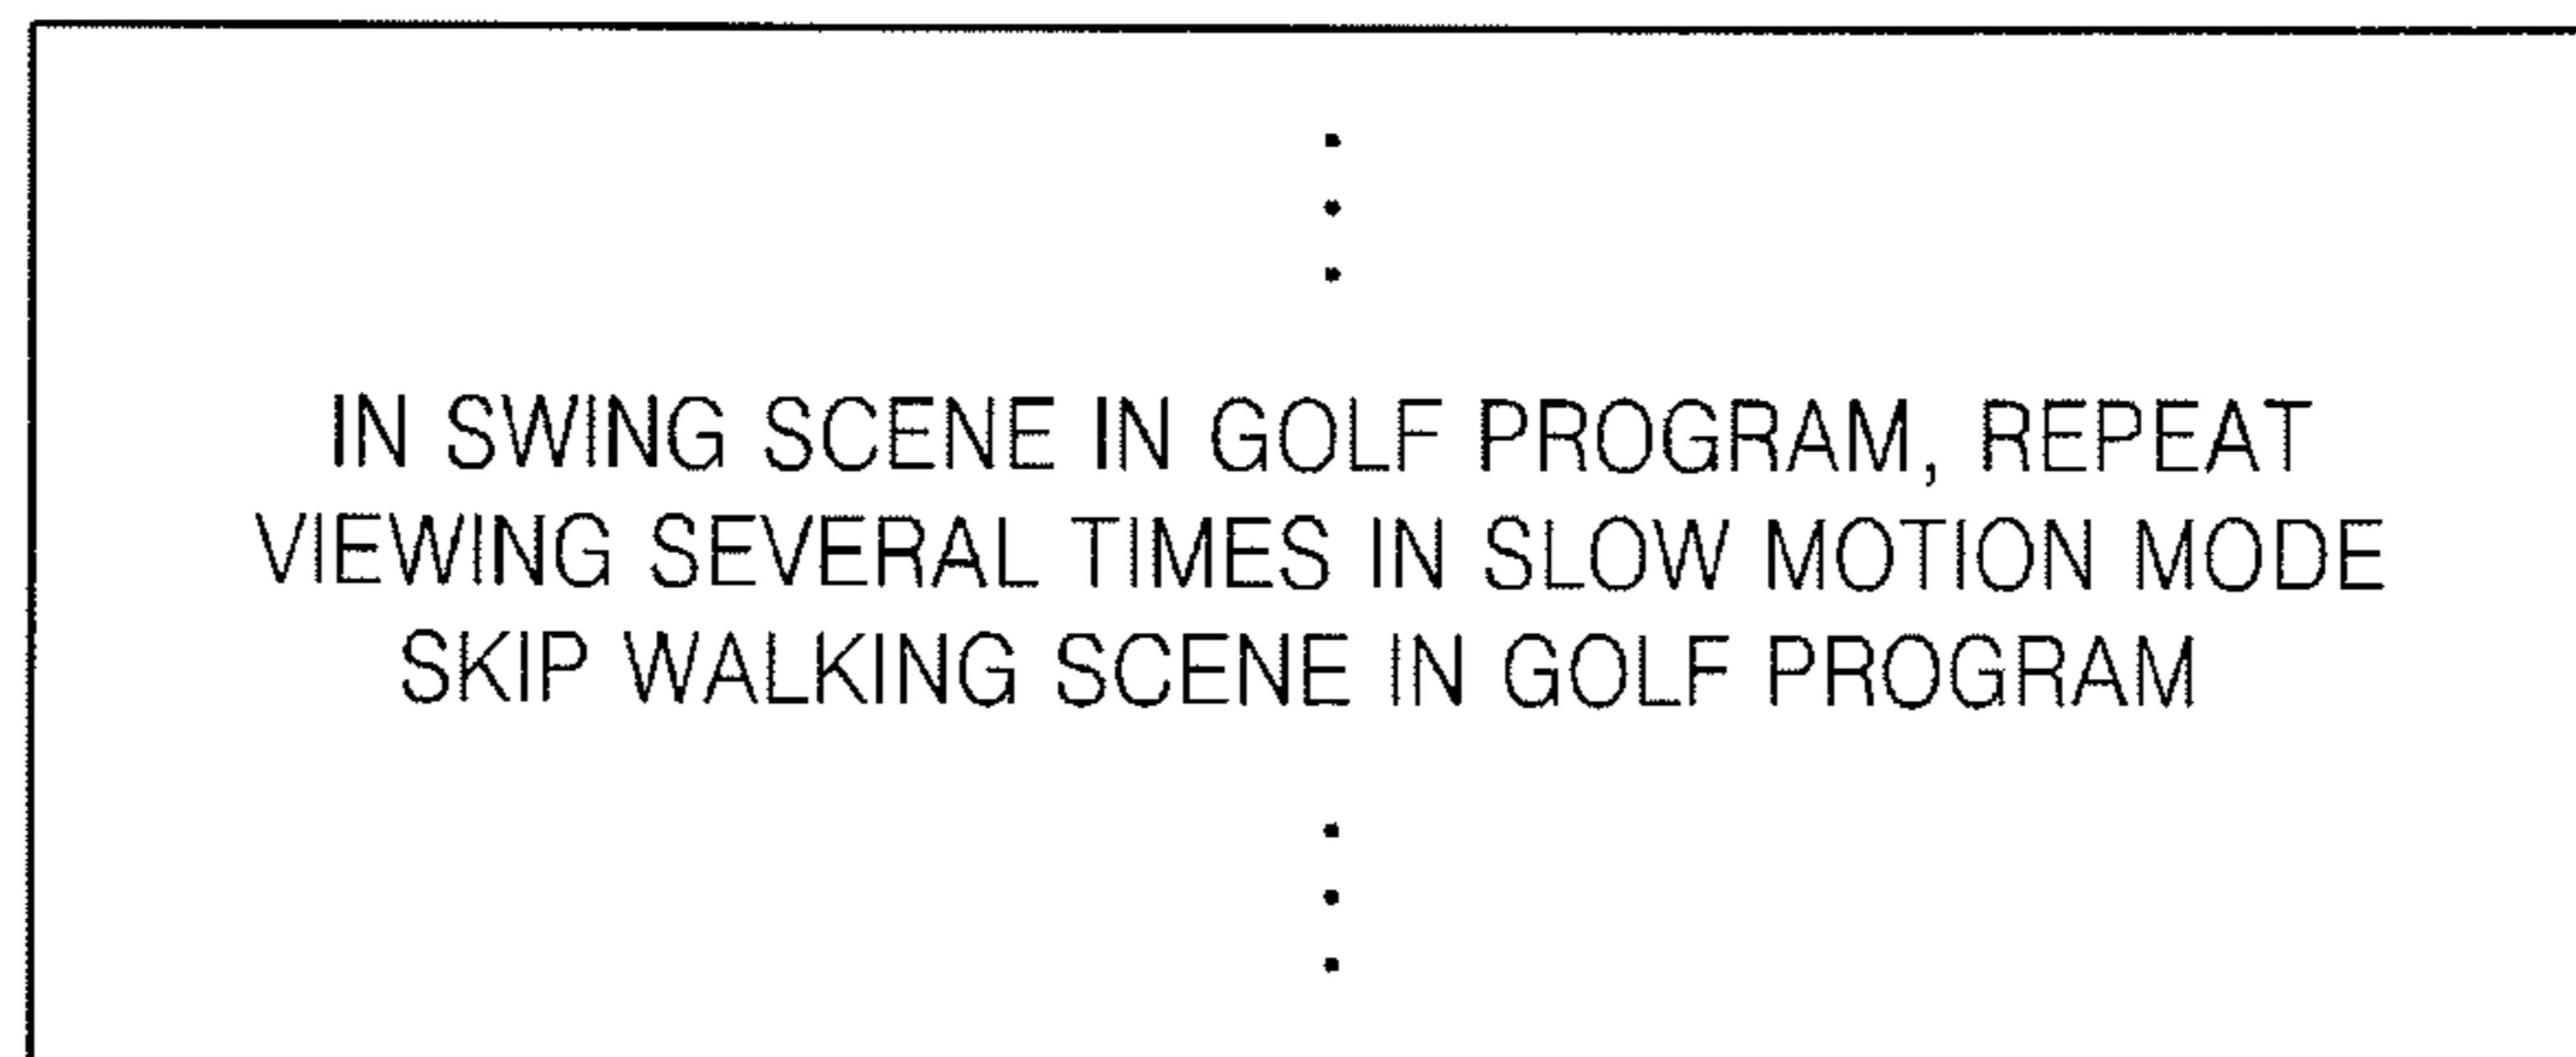 IN SWING SCENE IN GOLF PROGRAM, REPEAT
VIEWING SEVERAL TIMES IN SLOW MOTION MODE
SKIP WALKING SCENE IN GOLF PROGRAM